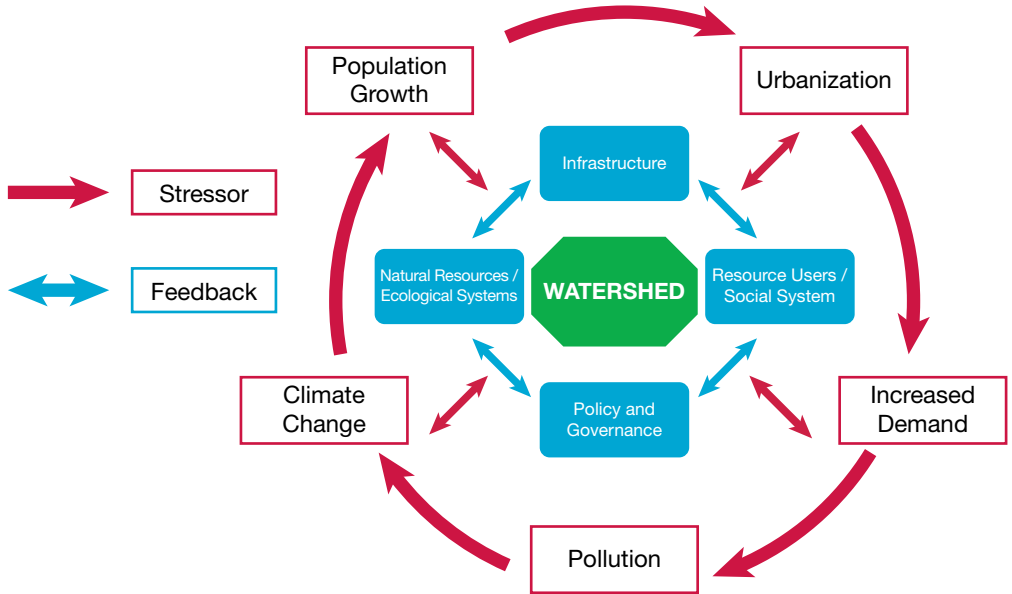 Population
Growth
Urbanization
Stressor
Feedback
Infrastructure
Natural Resources /
Ecological Systems
WATERSHED
Resource Users /
Social System
Policy and
Governance
Climate
Change
Increased
Demand
Pollution